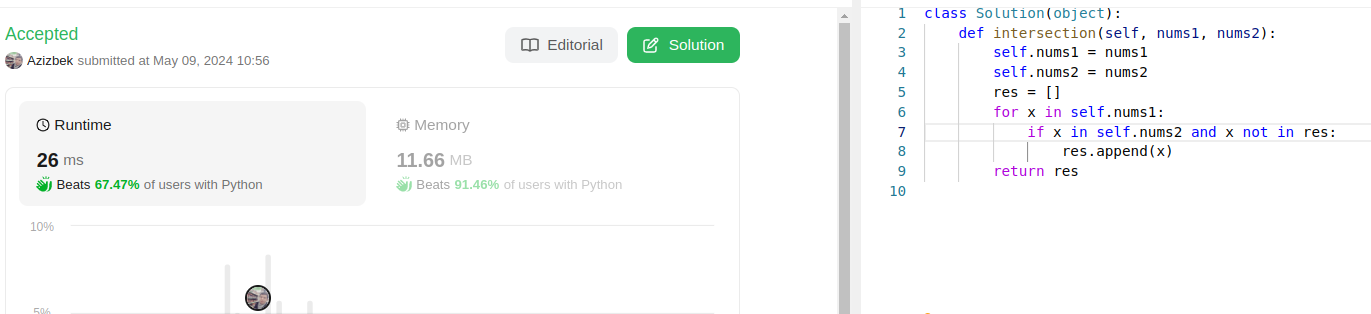 Accepted
Azizbek submitted at May 09, 2024 10:56
Editorial
Solution
Runtime
26 ms
Beats 67.47% of users with Python
Memory
11.66 MB
Beats 91.46% of users with Python
10%
5%
1 class Solution(object):
2     def intersection(self, nums1, nums2):
3         self.nums1 = nums1
4         self.nums2 = nums2
5         res = []
6         for x in self.nums1:
7             if x in self.nums2 and x not in res:
8                 res.append(x)
9         return res
10